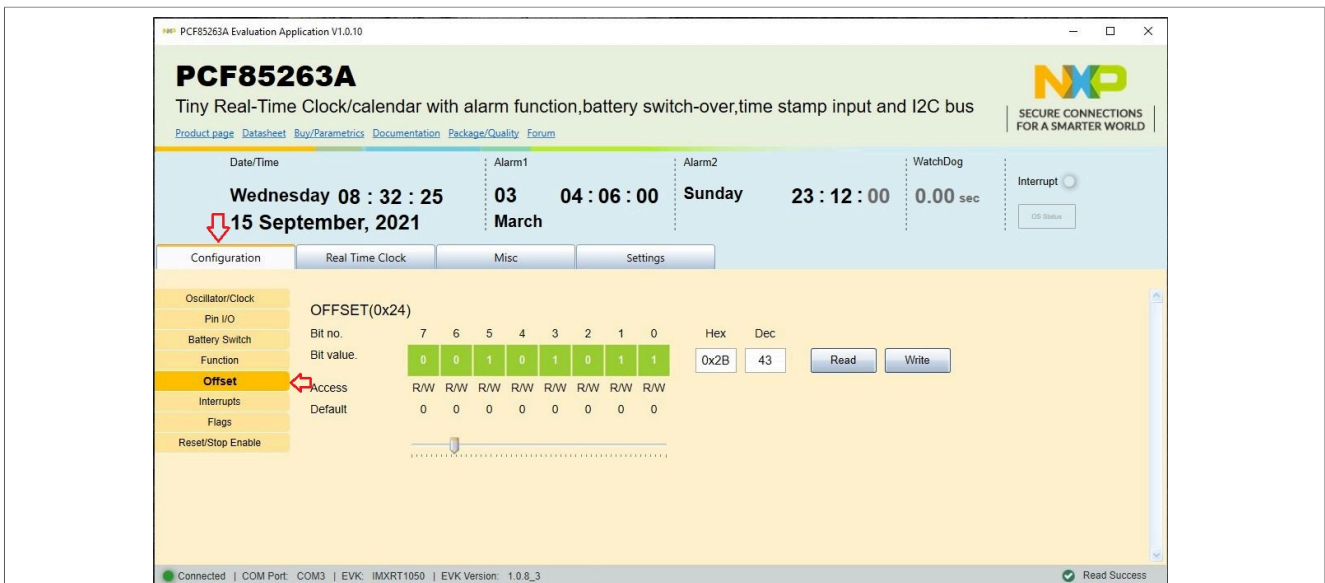 NXP PCF85263A Evaluation Application V1.0.10
PCF85263A
Tiny Real-Time Clock/calendar with alarm function,battery switch-over,time stamp input and I2C bus
Product page Datasheet Buy/Parametrics Documentation Package/Quality Forum
NXP
SECURE CONNECTIONS
FOR A SMARTER WORLD
Date/Time Alarm1 Alarm2 WatchDog
Interrupt
Wednesday 08 : 32 : 25 03 04 : 06 : 00 Sunday 23 : 12 : 00 0.00 sec
15 September, 2021 March
OS Status
Configuration Real Time Clock Misc Settings
Oscillator/Clock
Pin I/O
Battery Switch
Function
Offset
Interrupts
Flags
Reset/Stop Enable
OFFSET(0x24)
Bit no. 7 6 5 4 3 2 1 0 Hex Dec
Bit value. 0 0 1 0 1 0 1 1 0x2B 43 Read Write
Access R/W R/W R/W R/W R/W R/W R/W R/W
Default 0 0 0 0 0 0 0 0
Connected | COM Port: COM3 | EVK: IMXRT1050 | EVK Version: 1.0.8_3 Read Success